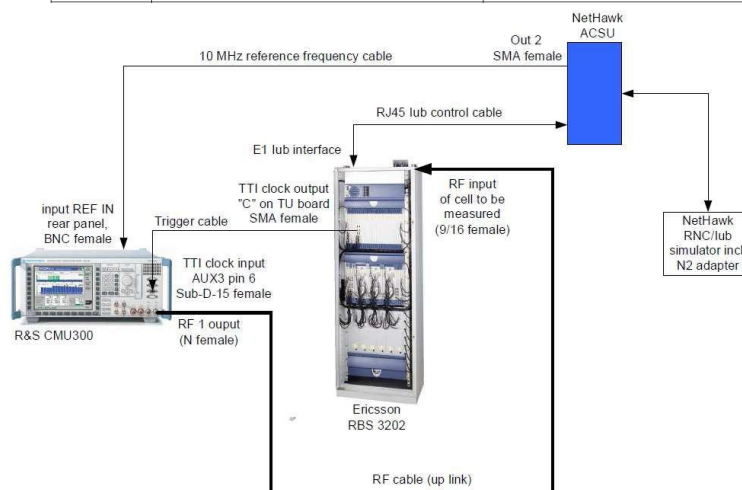 NetHawk
ACSU
Out 2
SMA female
10 MHz reference frequency cable
RJ45 Iub control cable
E1 Iub interface
TTI clock output
"C" on TU board
SMA female
RF input
of cell to be
measured
(9/16 female)
input REF IN
rear panel,
BNC female
Trigger cable
NetHawk
RNC/Iub
simulator incl
N2 adapter
TTI clock input
AUX3 pin 6
Sub-D-15 female
R&S CMU300
RF 1 ouput
(N female)
Ericsson
RBS 3202
RF cable (up link)